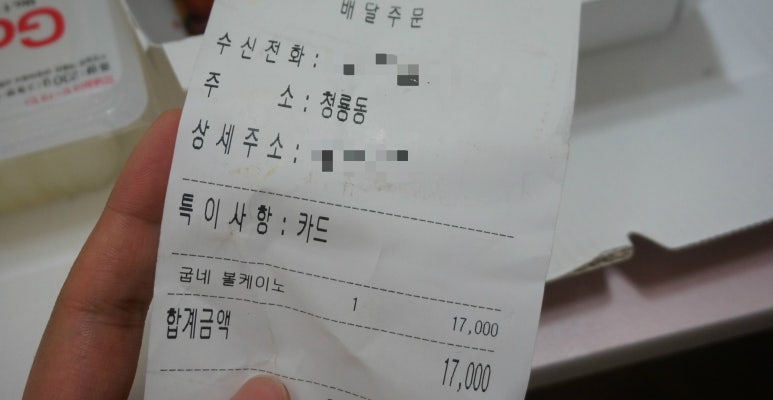 Go
배달주문
수신전화 :
주 소 : 청룡동
상세주소 :
특이사항 : 카드
굽네 볼케이노 1 17,000
합계금액
17,000